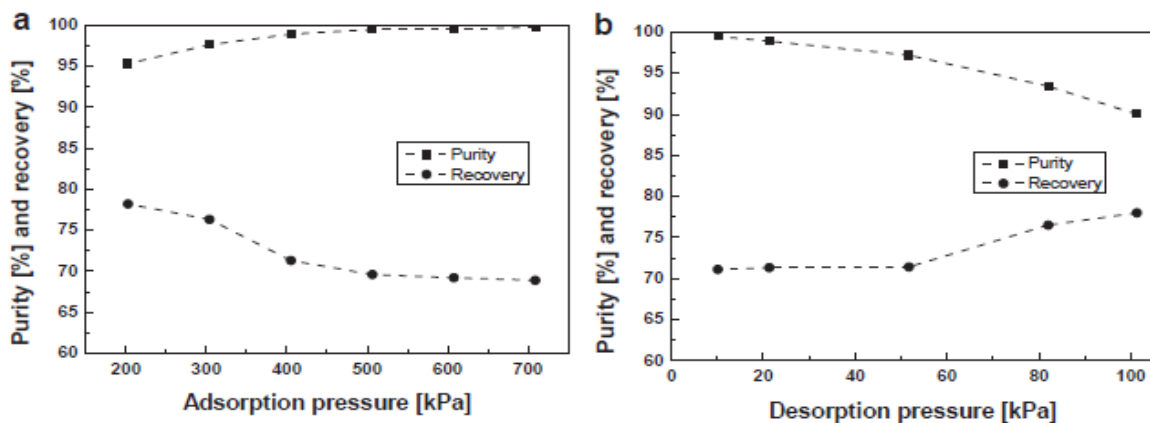 a
Purity [%] and recovery [%]
100
95
90
85
80
75
70
65
60
Purity
Recovery
200 300 400 500 600 700
Adsorption pressure [kPa]
b
Purity [%] and recovery [%]
100
95
90
85
80
75
70
65
60
Purity
Recovery
0 20 40 60 80 100
Desorption pressure [kPa]